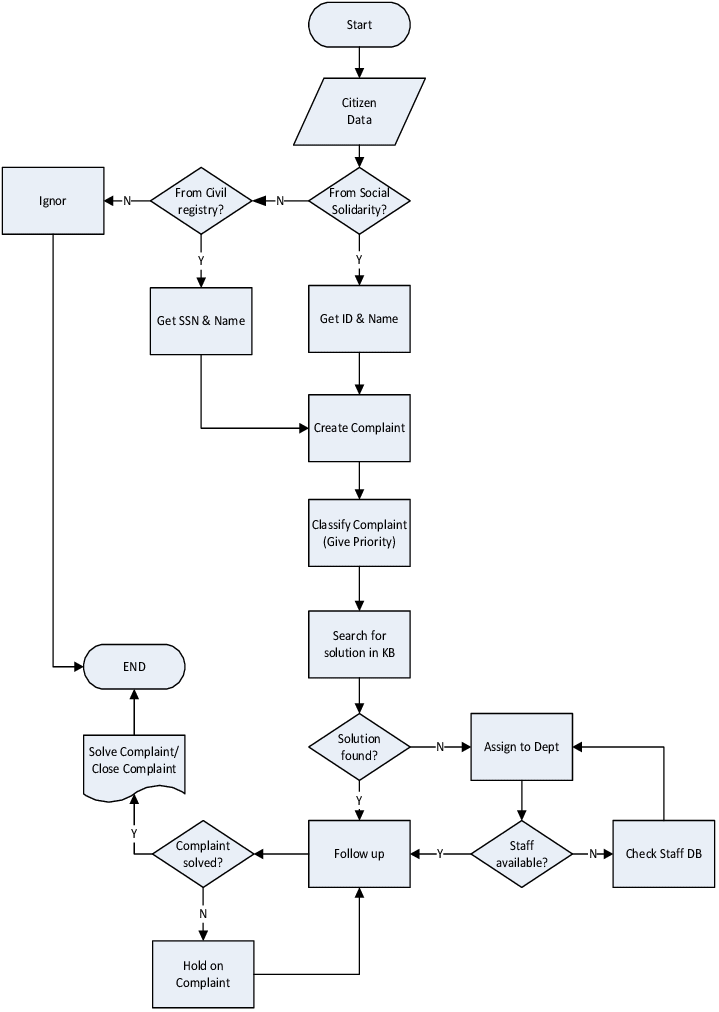 Start
Citizen
Data
From Social
Solidarity?
N
From Civil
registry?
N
Ignor
Y
Y
Get SSN & Name
Get ID & Name
Create Complaint
Classify Complaint
(Give Priority)
Search for
solution in KB
END
Solution
found?
N
Assign to Dept
Solve Complaint/
Close Complaint
Y
Y
Complaint
solved?
Follow up
Y
Staff
available?
N
Check Staff DB
N
Hold on
Complaint